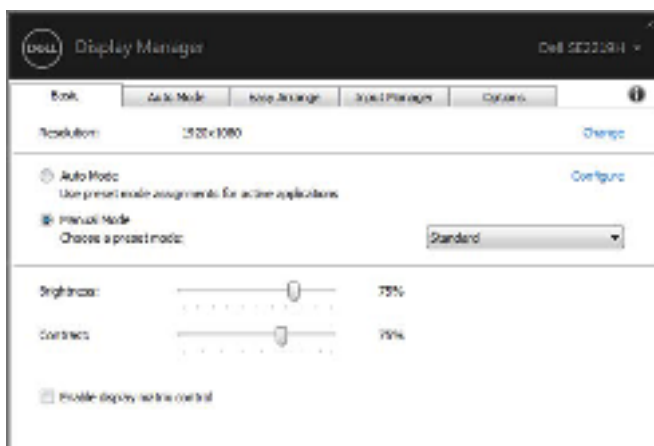 DELL Display Manager Dell SE2219H
Basic Auto Mode Easy Arrange Input Manager Options
Resolution: 1920x1080 Change
Auto Mode Configure
Use preset mode assignments for active applications
Manual Mode
Choose a preset mode: Standard
Brightness: 75%
Contrast: 75%
Enable display matrix control